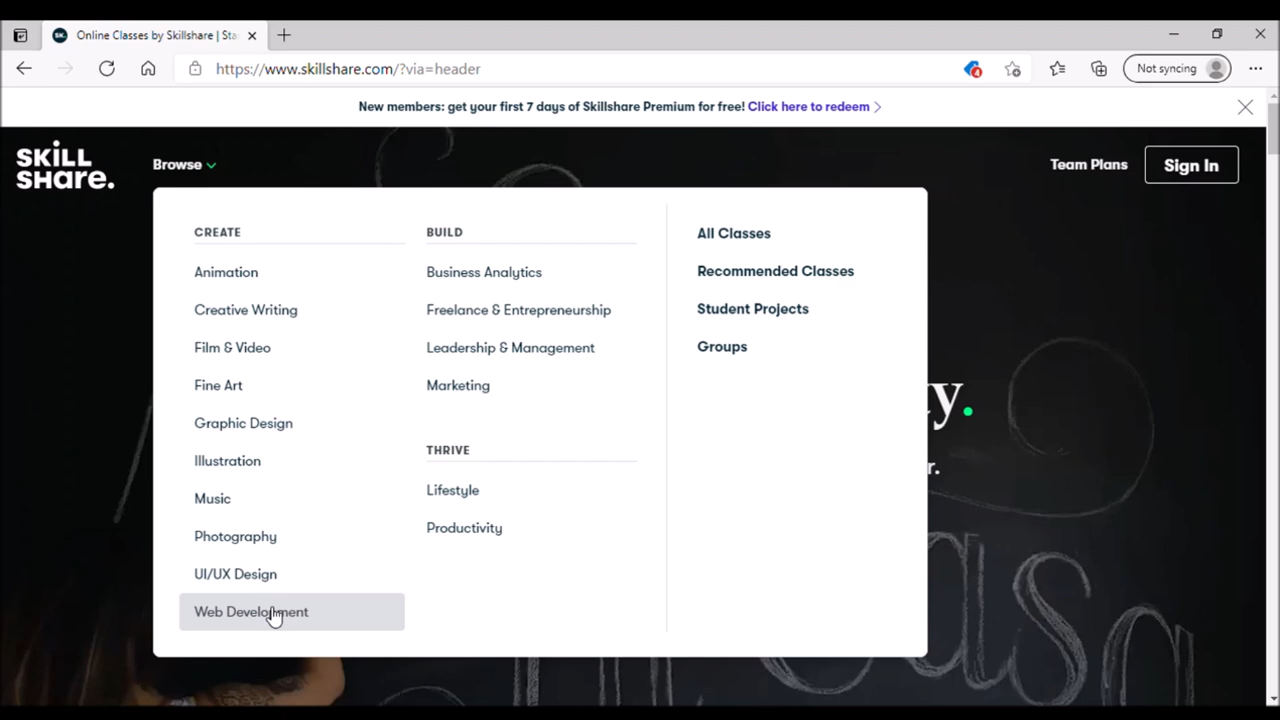 Online Classes by Skillshare | Sta
https://www.skillshare.com/?via=header
4
Not syncing
New members: get your first 7 days of Skillshare Premium for free! Click here to redeem
SKILL
SHARE.
Browse
Team Plans
Sign In
CREATE
Animation
Creative Writing
Film & Video
Fine Art
Graphic Design
Illustration
Music
Photography
UI/UX Design
Web Development
BUILD
Business Analytics
Freelance & Entrepreneurship
Leadership & Management
Marketing
THRIVE
Lifestyle
Productivity
All Classes
Recommended Classes
Student Projects
Groups
y.
r.